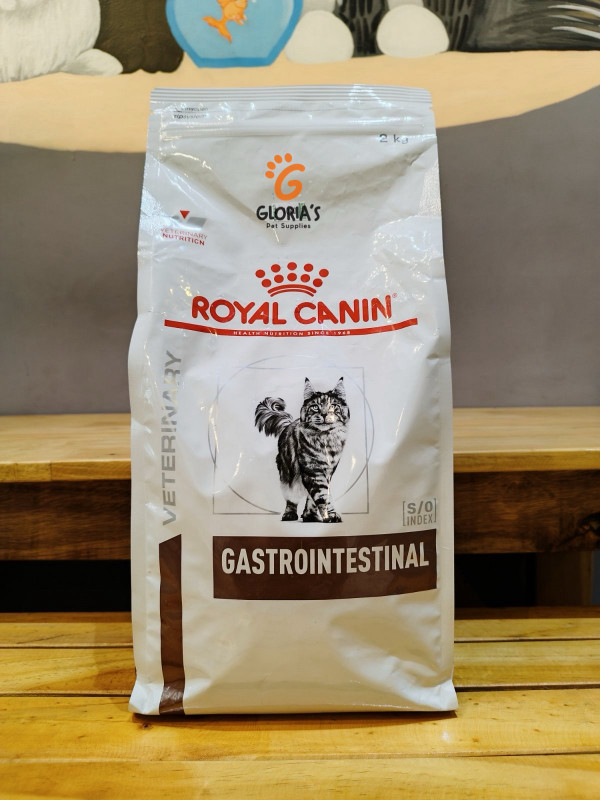 2 kg
GLORIA'S
Pet Supplies
VETERINARY
NUTRITION
ROYAL CANIN
HEALTH NUTRITION SINCE 1968
VETERINARY
S/O
INDEX
GASTROINTESTINAL